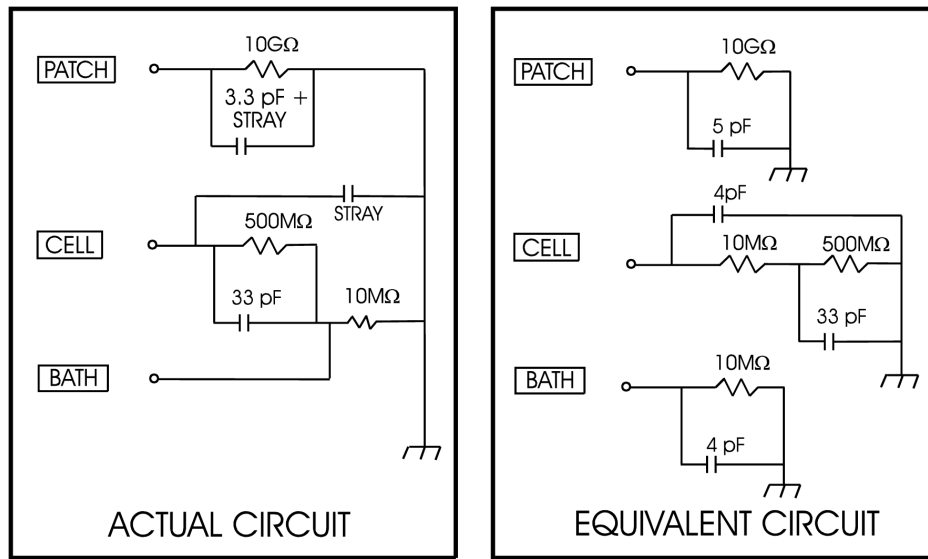 10GΩ
PATCH
3.3 pF +
STRAY
STRAY
500MΩ
CELL
33 pF
10MΩ
BATH
ACTUAL CIRCUIT
10GΩ
PATCH
5 pF
4pF
10MΩ
500MΩ
CELL
33 pF
10MΩ
BATH
4 pF
EQUIVALENT CIRCUIT